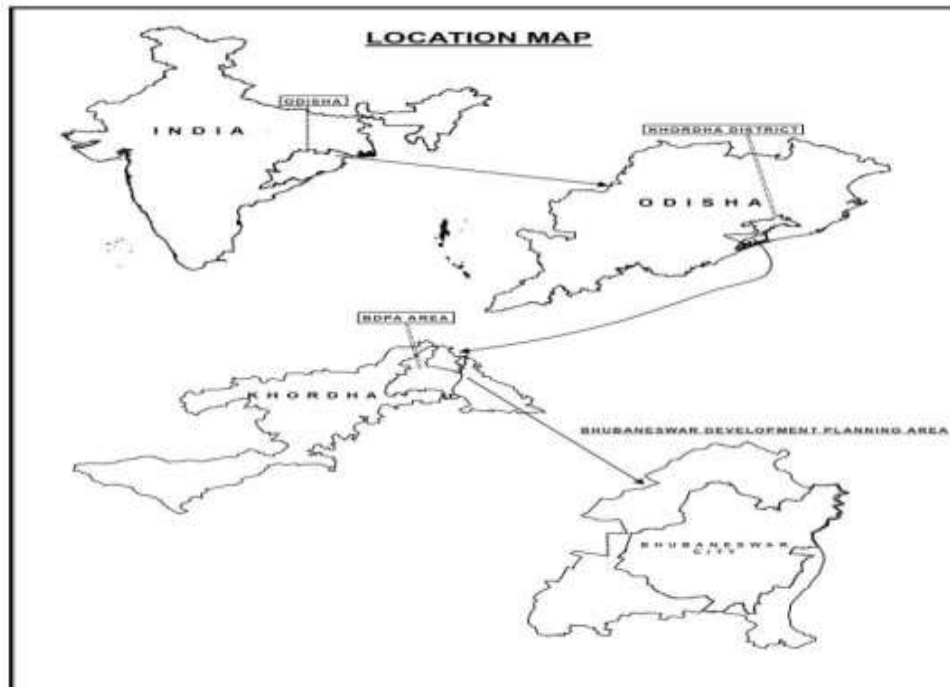 LOCATION MAP
ODISHA
INDIA
KHORDHA DISTRICT
ODISHA
BDPA AREA
KHORDHA
BHUBANESWAR DEVELOPMENT PLANNING AREA
BHUBANESWAR
CITY